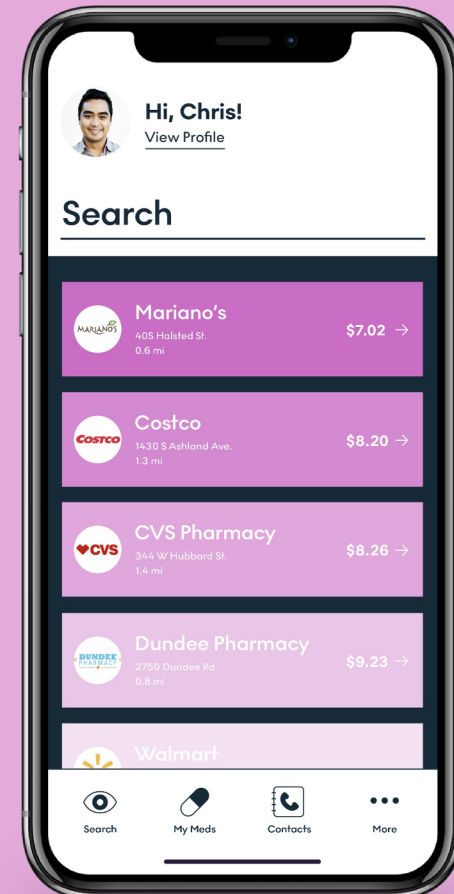 Hi, Chris!
View Profile
Search
MARIANO'S
Mariano's
40S Halsted St.
0.6 mi
$7.02 →
COSTCO
Costco
1430 S Ashland Ave.
1.3 mi
$8.20 →
CVS
CVS Pharmacy
344 W Hubbard St.
1.4 mi
$8.26 →
DUNDEE
PHARMACY
Dundee Pharmacy
2750 Dundee Rd.
0.8 mi
$9.23 →
Walmart
Search
My Meds
Contacts
More